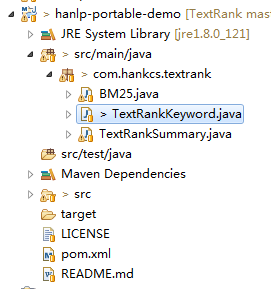 > hanlp-portable-demo [TextRank mas
JRE System Library [jre1.8.0_121]
> src/main/java
> com.hankcs.textrank
BM25.java
> TextRankKeyword.java
TextRankSummary.java
src/test/java
Maven Dependencies
> src
target
LICENSE
pom.xml
README.md